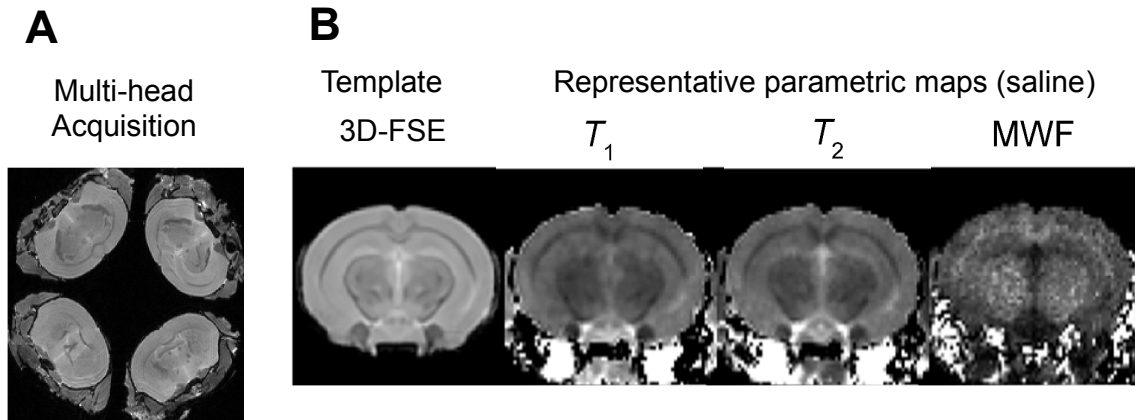 A
Multi-head
Acquisition
B
Template
3D-FSE
Representative parametric maps (saline)
T₁ T₂ MWF